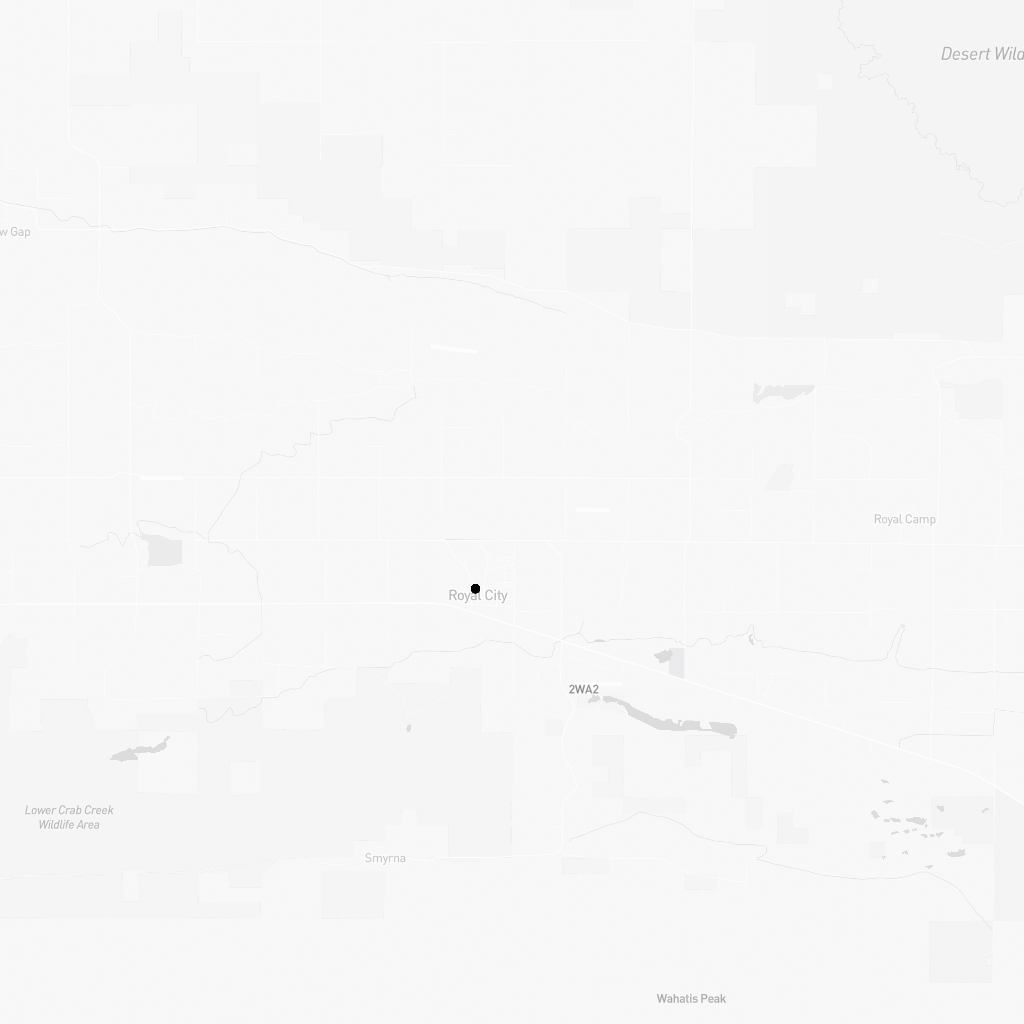 Desert Wild
w Gap
Royal Camp
Royal City
2WA2
Lower Crab Creek
Wildlife Area
Smyrna
Wahatis Peak